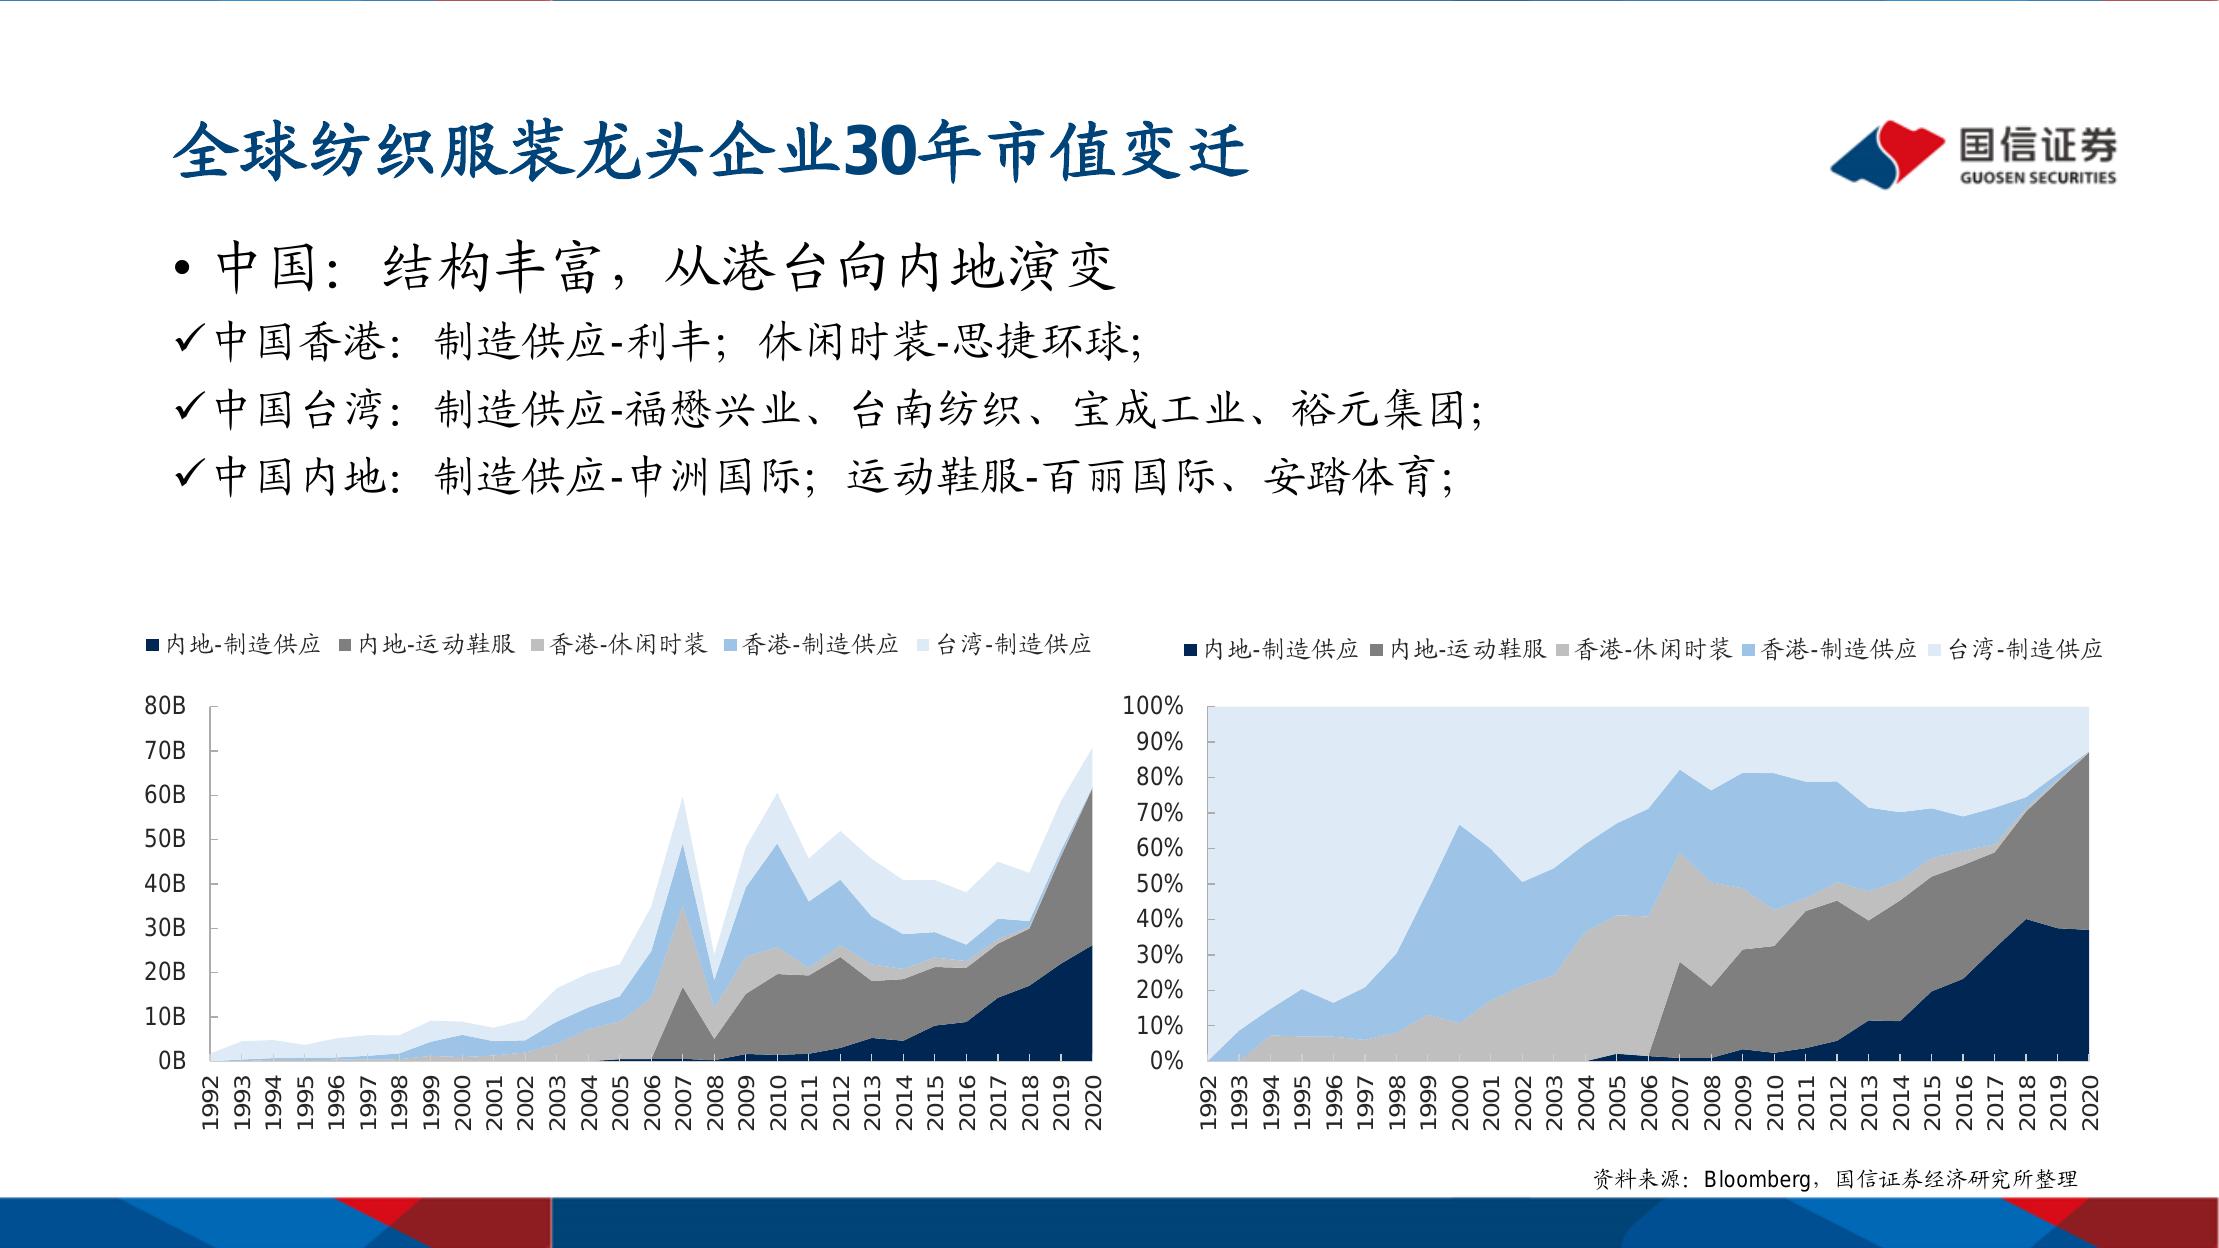 全球纺织服装龙头企业30年市值变迁
国信证券
GUOSEN SECURITIES
• 中国：结构丰富，从港台向内地演变
✓中国香港：制造供应-利丰；休闲时装-思捷环球；
✓中国台湾：制造供应-福懋兴业、台南纺织、宝成工业、裕元集团；
✓中国内地：制造供应-申洲国际；运动鞋服-百丽国际、安踏体育；
内地-制造供应 内地-运动鞋服 香港-休闲时装 香港-制造供应 台湾-制造供应
80B
70B
60B
50B
40B
30B
20B
10B
0B
1992 1993 1994 1995 1996 1997 1998 1999 2000 2001 2002 2003 2004 2005 2006 2007 2008 2009 2010 2011 2012 2013 2014 2015 2016 2017 2018 2019 2020
内地-制造供应 内地-运动鞋服 香港-休闲时装 香港-制造供应 台湾-制造供应
100%
90%
80%
70%
60%
50%
40%
30%
20%
10%
0%
1992 1993 1994 1995 1996 1997 1998 1999 2000 2001 2002 2003 2004 2005 2006 2007 2008 2009 2010 2011 2012 2013 2014 2015 2016 2017 2018 2019 2020
资料来源：Bloomberg，国信证券经济研究所整理